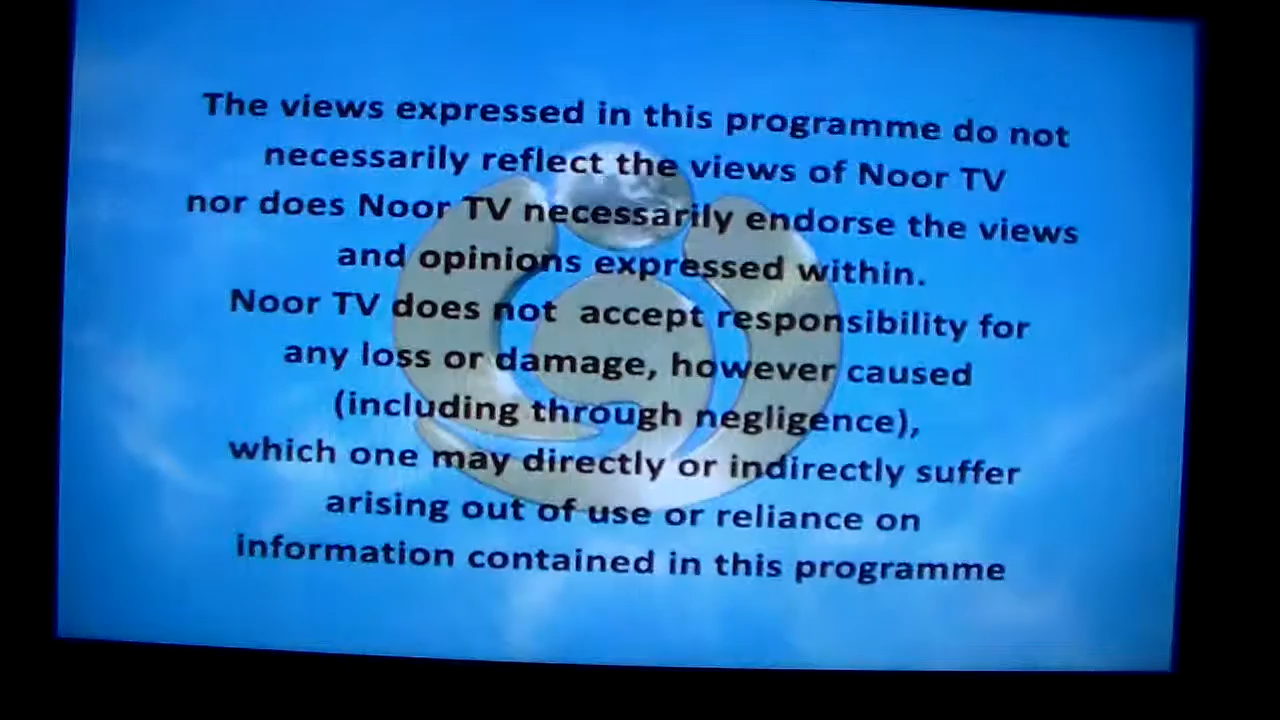 The views expressed in this programme do not
necessarily reflect the views of Noor TV
nor does Noor TV necessarily endorse the views
and opinions expressed within.
Noor TV does not accept responsibility for
any loss or damage, however caused
(including through negligence),
which one may directly or indirectly suffer
arising out of use or reliance on
information contained in this programme